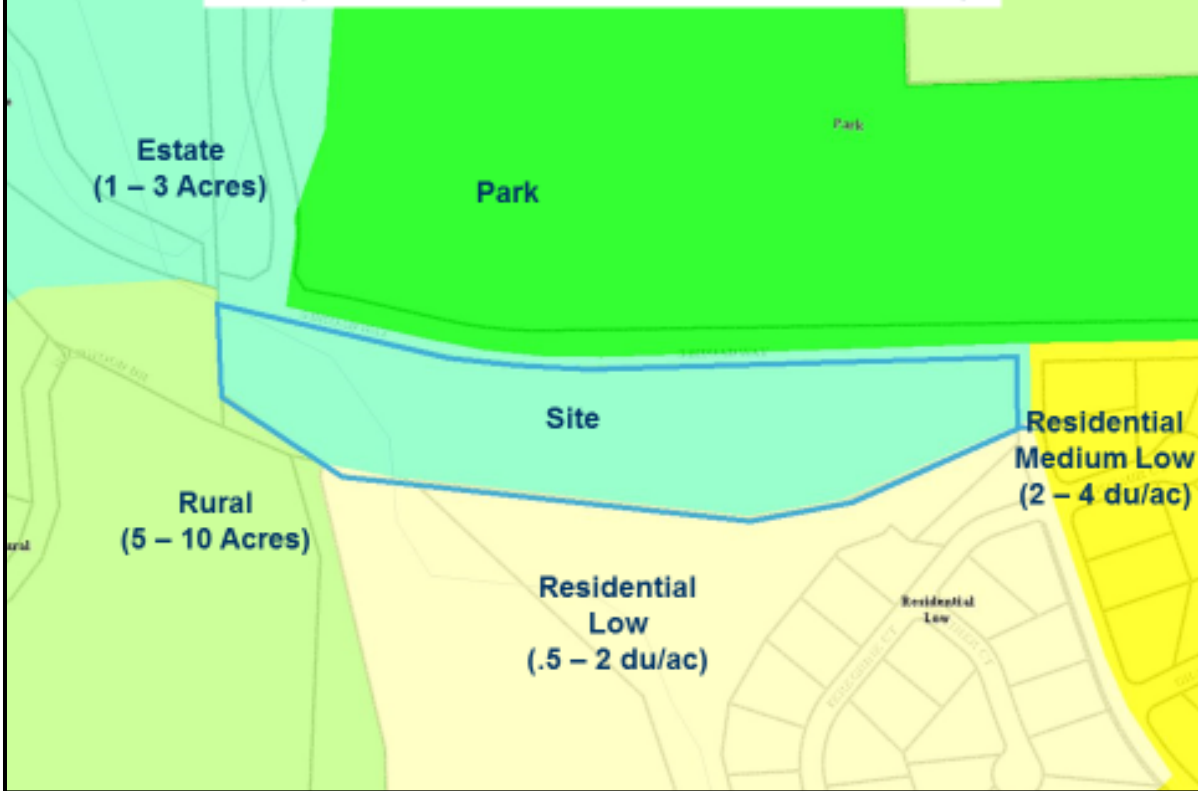 Park
Estate
(1 – 3 Acres)
Park
Site
Residential
Medium Low
(2 – 4 du/ac)
Rural
(5 – 10 Acres)
Residential
Low
(.5 – 2 du/ac)
Residential
Low